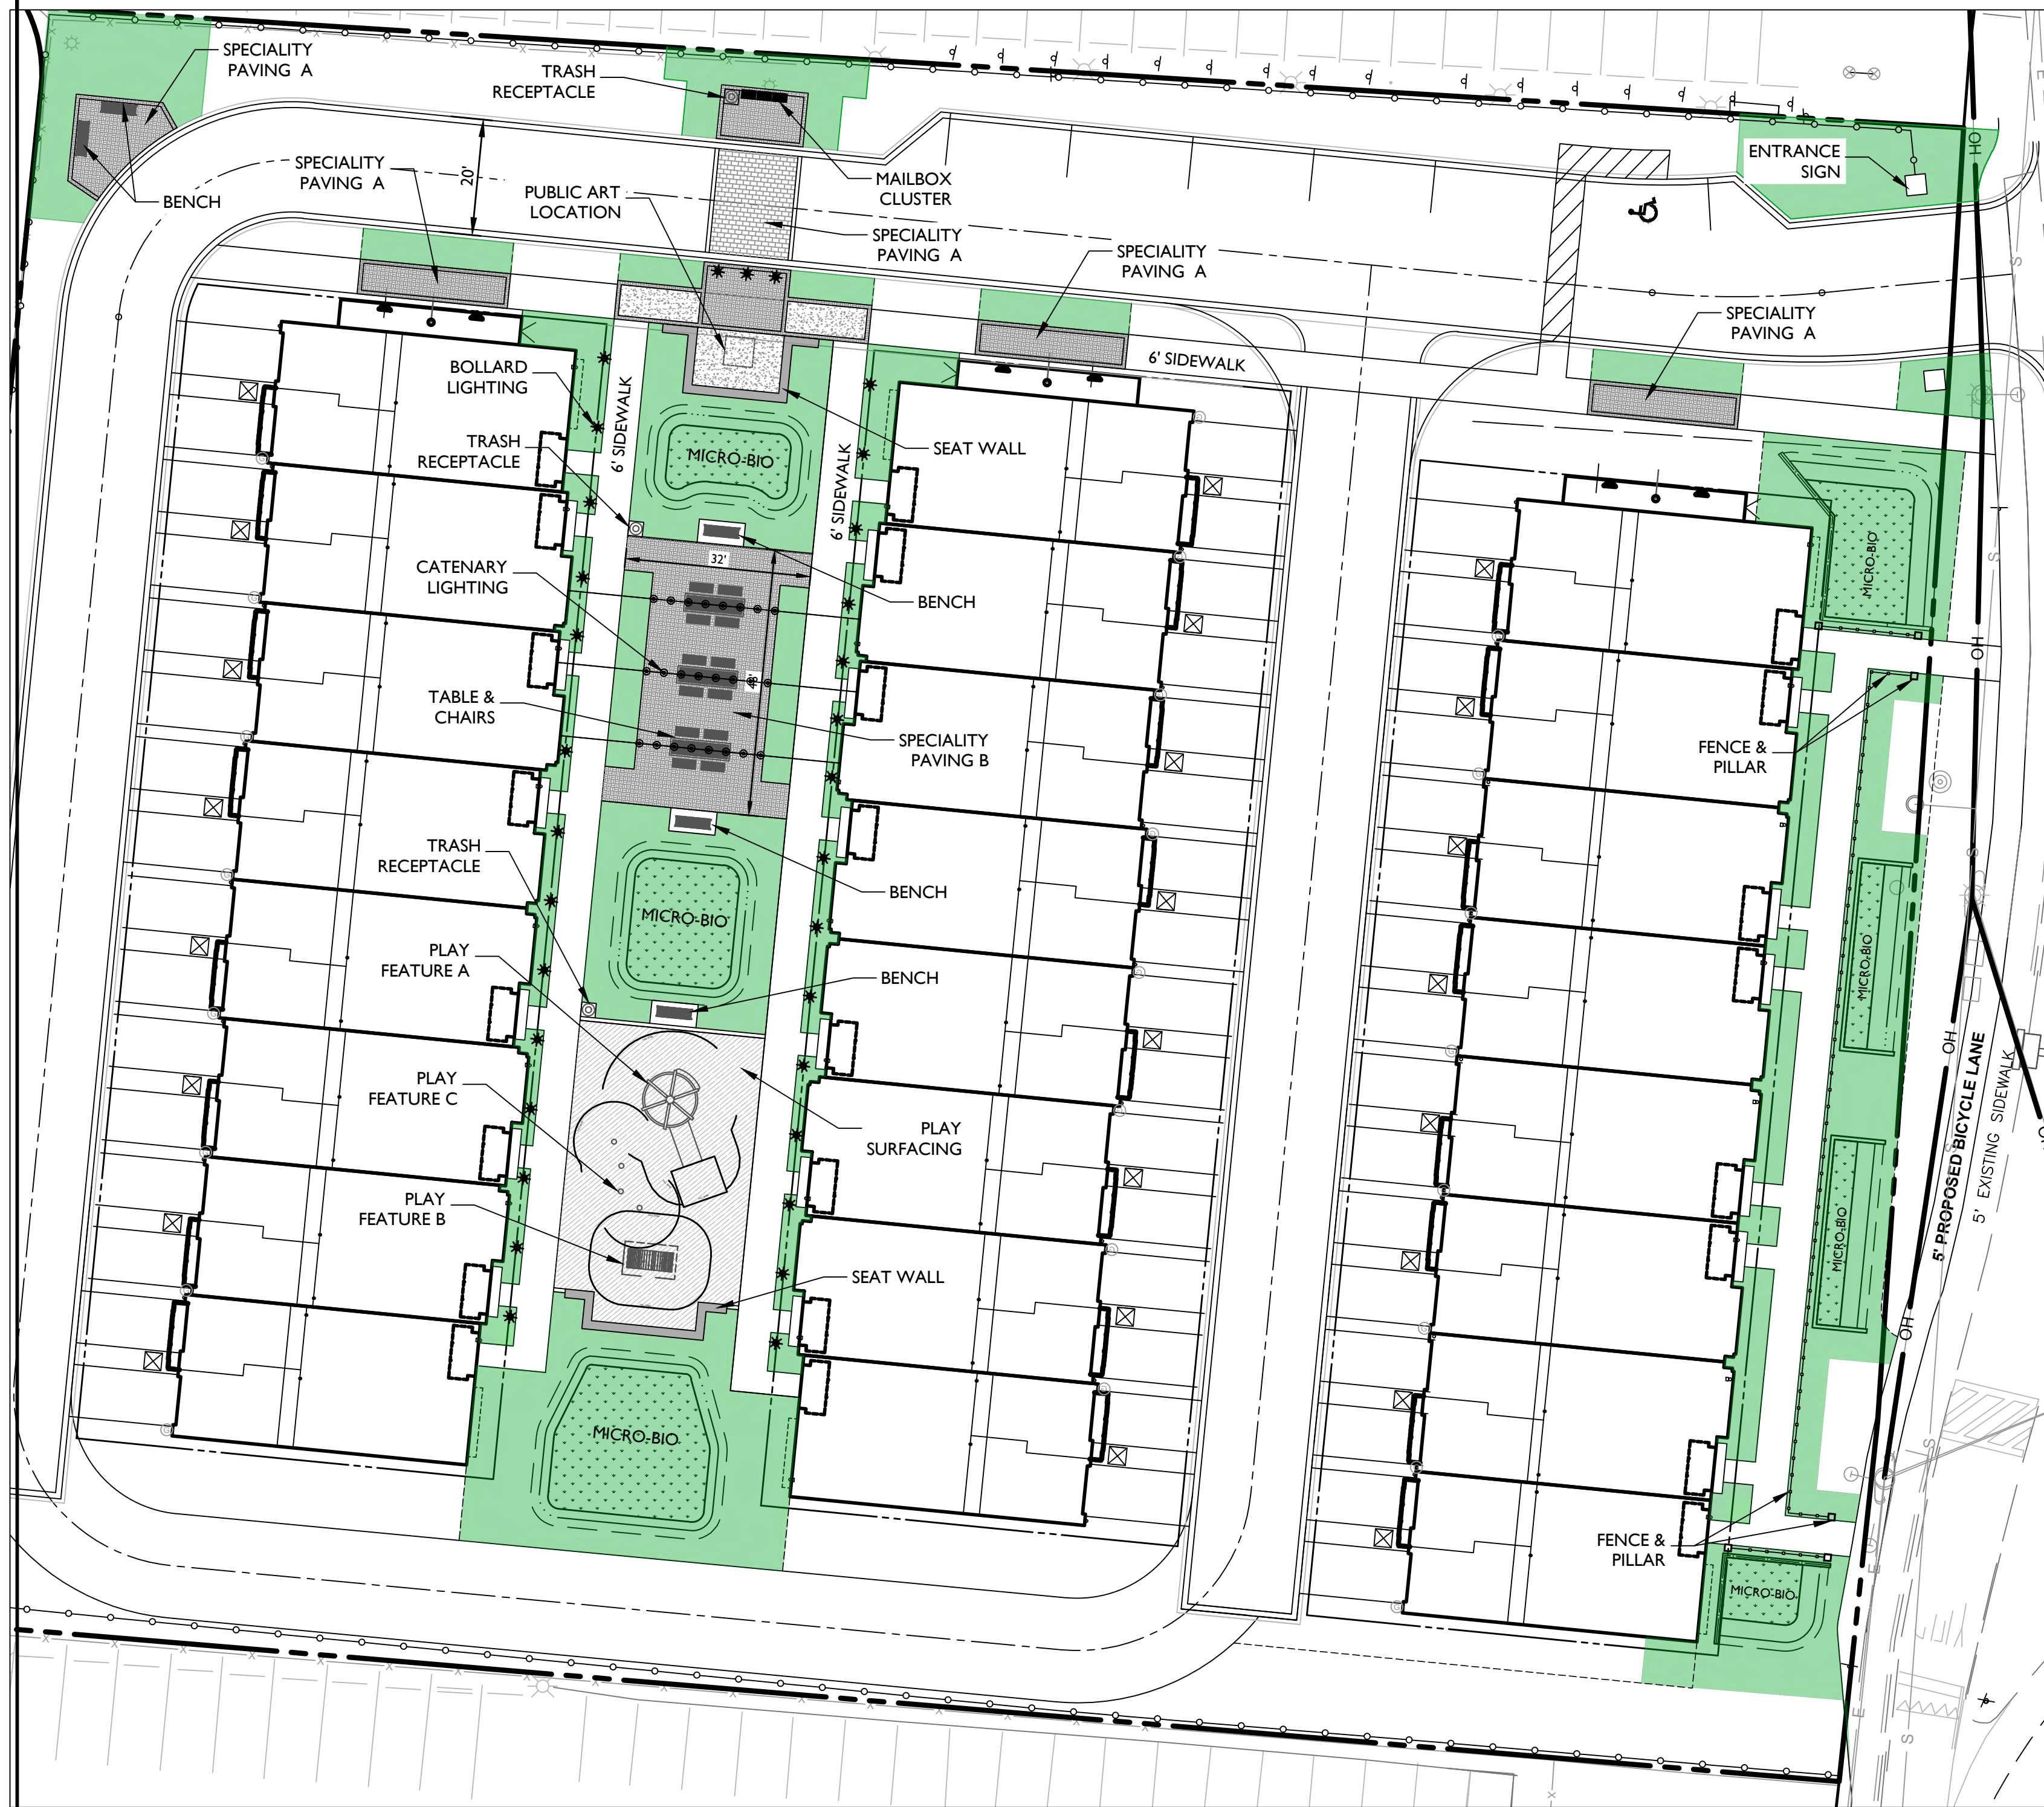 SPECIALITY
PAVING A
TRASH
RECEPTACLE
ENTRANCE
SIGN
OH
SPECIALITY
PAVING A
20'
PUBLIC ART
LOCATION
MAILBOX
CLUSTER
BENCH
SPECIALITY
PAVING A
SPECIALITY
PAVING A
SPECIALITY
PAVING A
6' SIDEWALK
BOLLARD
LIGHTING
6' SIDEWALK
TRASH
RECEPTACLE
MICRO-BIO
6' SIDEWALK
SEAT WALL
MICRO-BIO
32'
CATENARY
LIGHTING
BENCH
OH
TABLE &
CHAIRS
48'
SPECIALITY
PAVING B
FENCE &
PILLAR
TRASH
RECEPTACLE
BENCH
MICRO-BIO
MICRO-BIO
PLAY
FEATURE A
BENCH
OH
5' PROPOSED BICYCLE LANE
5' EXISTING SIDEWALK
PLAY
FEATURE C
PLAY
SURFACING
MICRO-BIO
PLAY
FEATURE B
SEAT WALL
OH
MICRO-BIO
FENCE &
PILLAR
MICRO-BIO